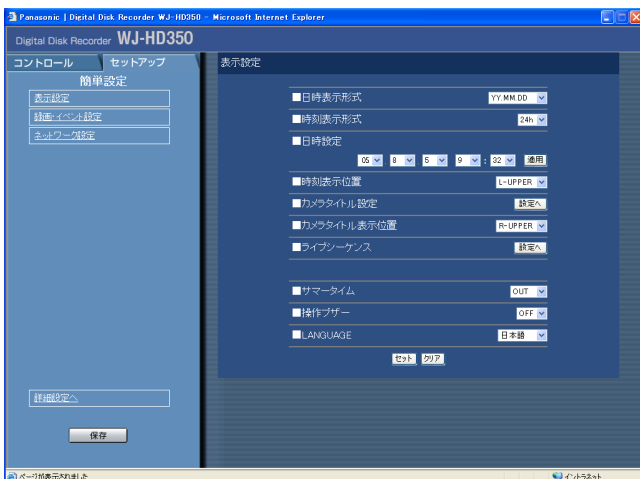 Panasonic | Digital Disk Recorder WJ-HD350 - Microsoft Internet Explorer
Digital Disk Recorder WJ-HD350
コントロール セットアップ 表示設定
簡単設定
表示設定
録画・イベント設定
ネットワーク設定
■日時表示形式 YY.MM.DD
■時刻表示形式 24h
■日時設定
05 8 5 9 : 32 適用
■時刻表示位置 L-UPPER
■カメラタイトル設定 設定へ
■カメラタイトル表示位置 R-UPPER
■ライブシーケンス 設定へ
■サマータイム OUT
■操作ブザー OFF
■LANGUAGE 日本語
セット クリア
詳細設定へ
保存
ページが表示されました イントラネット